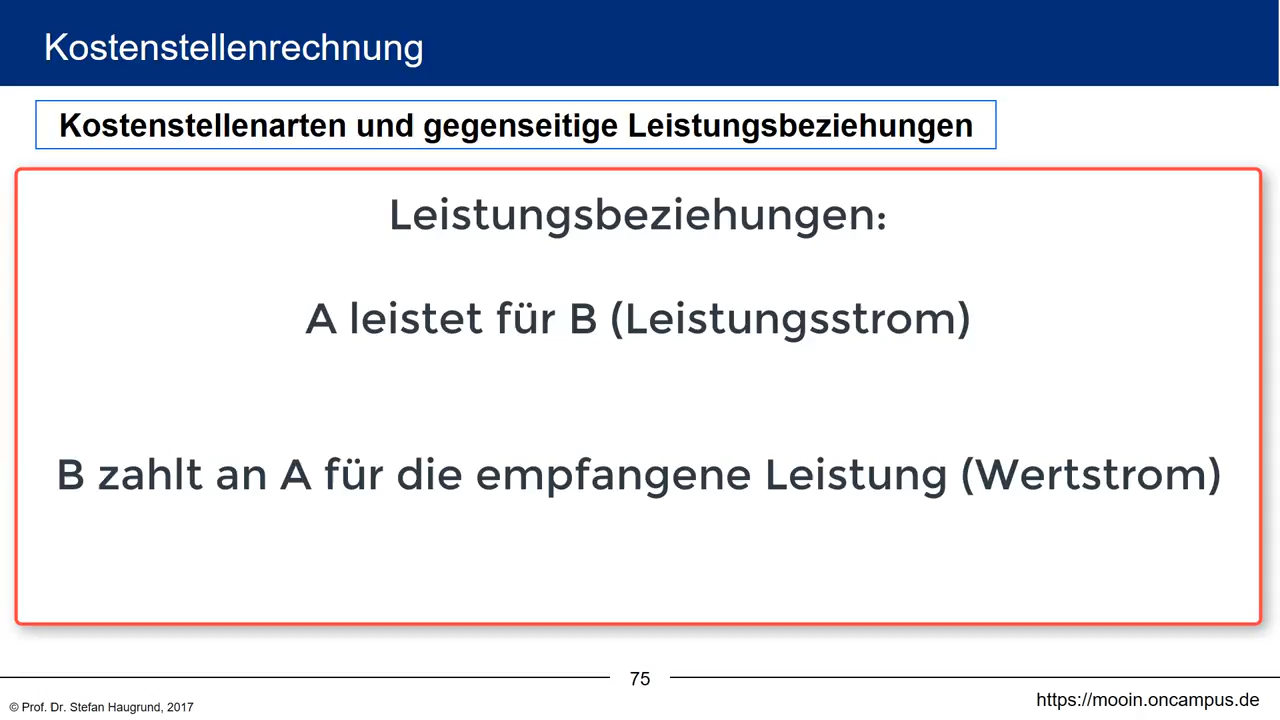 Kostenstellenrechnung
Kostenstellenarten und gegenseitige Leistungsbeziehungen
Leistungsbeziehungen:
A leistet für B (Leistungsstrom)
B zahlt an A für die empfangene Leistung (Wertstrom)
75
© Prof. Dr. Stefan Haugrund, 2017
https://mooin.oncampus.de